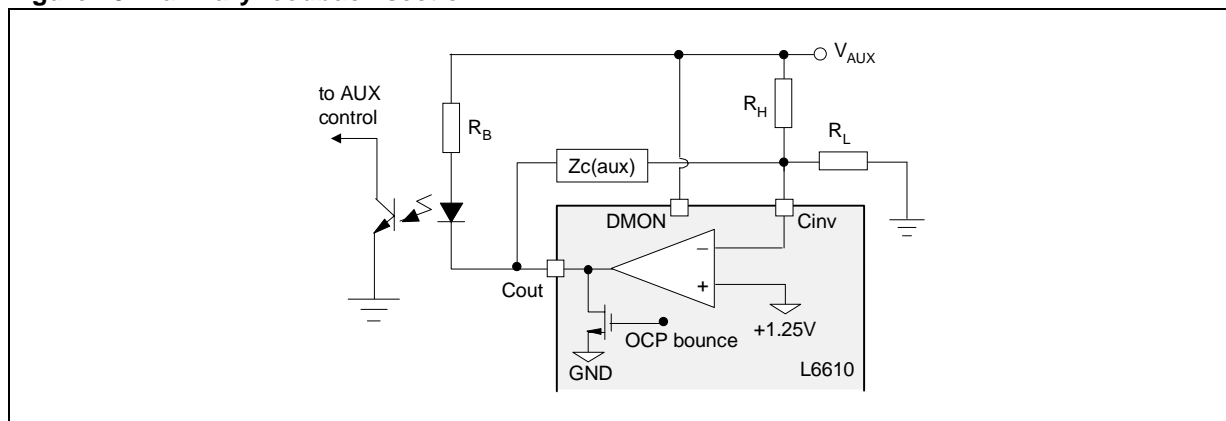 V_AUX
to AUX
control
R_H
R_B
R_L
Zc(aux)
DMON
Cinv
–
+
Cout
+1.25V
OCP bounce
GND
L6610